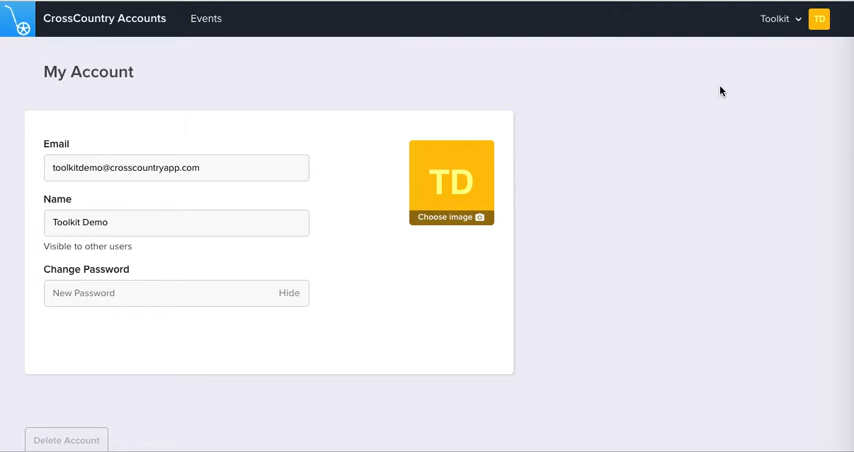 CrossCountry Accounts Events Toolkit TD
My Account
Email
toolkitdemo@crosscountryapp.com
TD
Choose image
Name
Toolkit Demo
Visible to other users
Change Password
New Password Hide
Delete Account